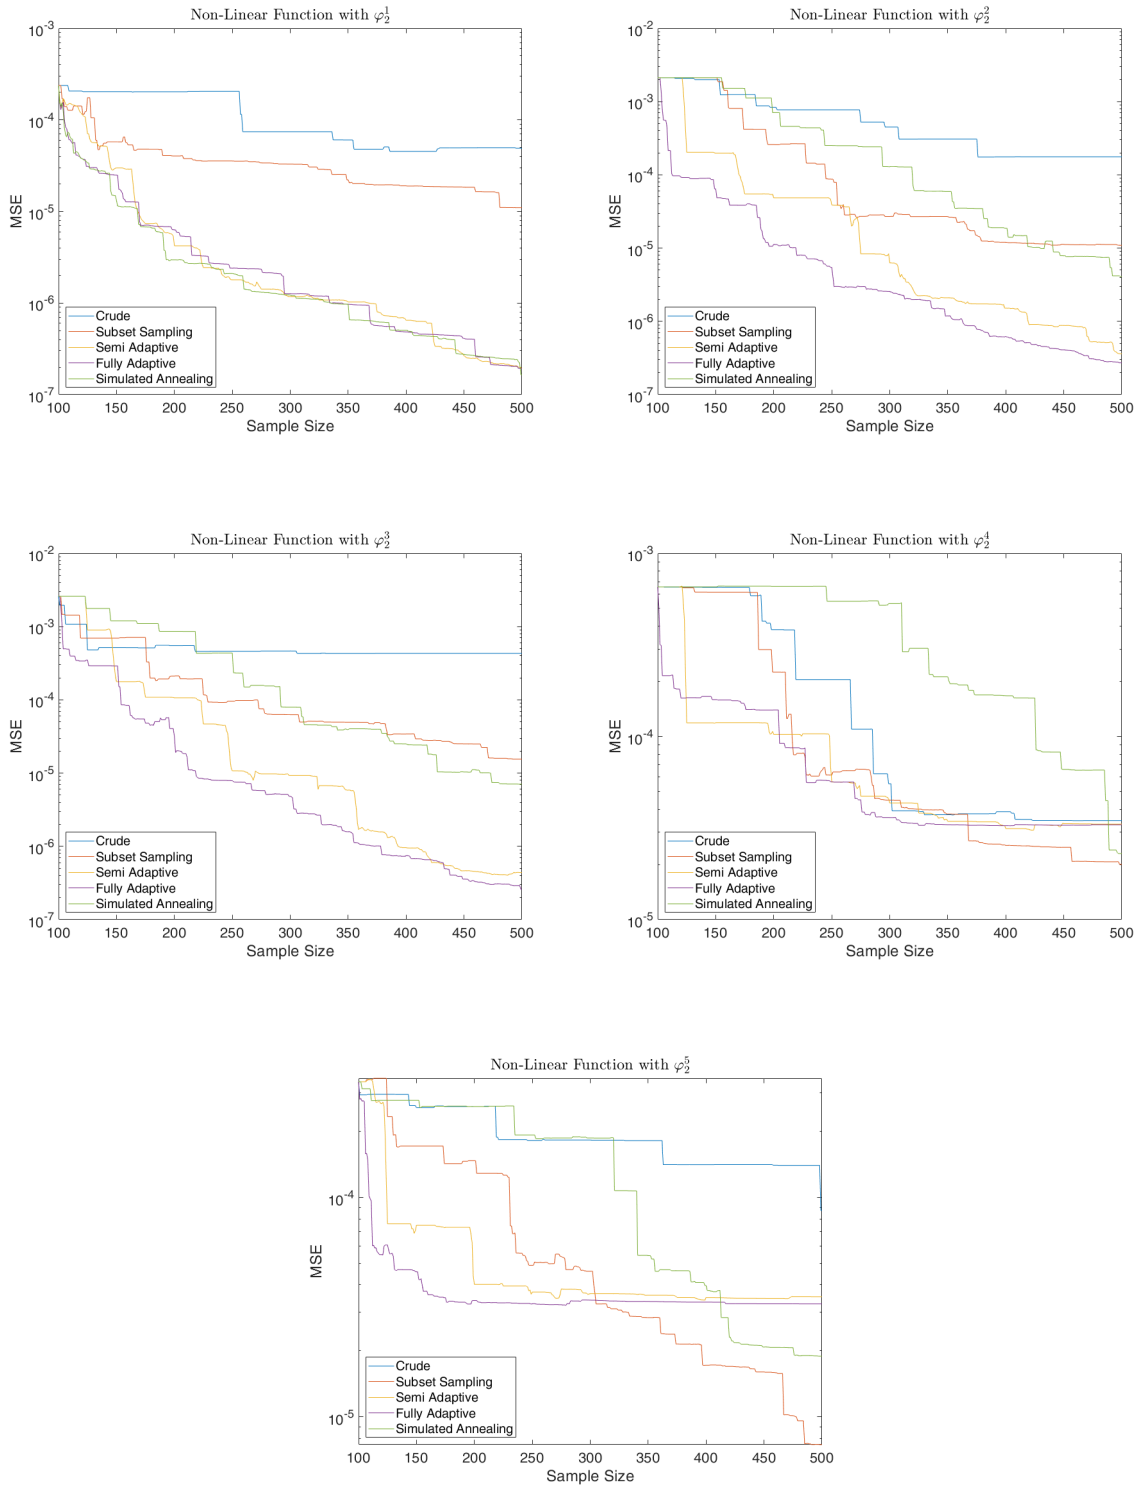 Non-Linear Function with φ₂¹
10⁻³
10⁻⁴
10⁻⁵
10⁻⁶
10⁻⁷
MSE
Crude
Subset Sampling
Semi Adaptive
Fully Adaptive
Simulated Annealing
100 150 200 250 300 350 400 450 500
Sample Size
Non-Linear Function with φ₂²
10⁻²
10⁻³
10⁻⁴
10⁻⁵
10⁻⁶
10⁻⁷
MSE
Crude
Subset Sampling
Semi Adaptive
Fully Adaptive
Simulated Annealing
100 150 200 250 300 350 400 450 500
Sample Size
Non-Linear Function with φ₂³
10⁻²
10⁻³
10⁻⁴
10⁻⁵
10⁻⁶
10⁻⁷
MSE
Crude
Subset Sampling
Semi Adaptive
Fully Adaptive
Simulated Annealing
100 150 200 250 300 350 400 450 500
Sample Size
Non-Linear Function with φ₂⁴
10⁻³
10⁻⁴
10⁻⁵
MSE
Crude
Subset Sampling
Semi Adaptive
Fully Adaptive
Simulated Annealing
100 150 200 250 300 350 400 450 500
Sample Size
Non-Linear Function with φ₂⁵
10⁻⁴
10⁻⁵
MSE
Crude
Subset Sampling
Semi Adaptive
Fully Adaptive
Simulated Annealing
100 150 200 250 300 350 400 450 500
Sample Size